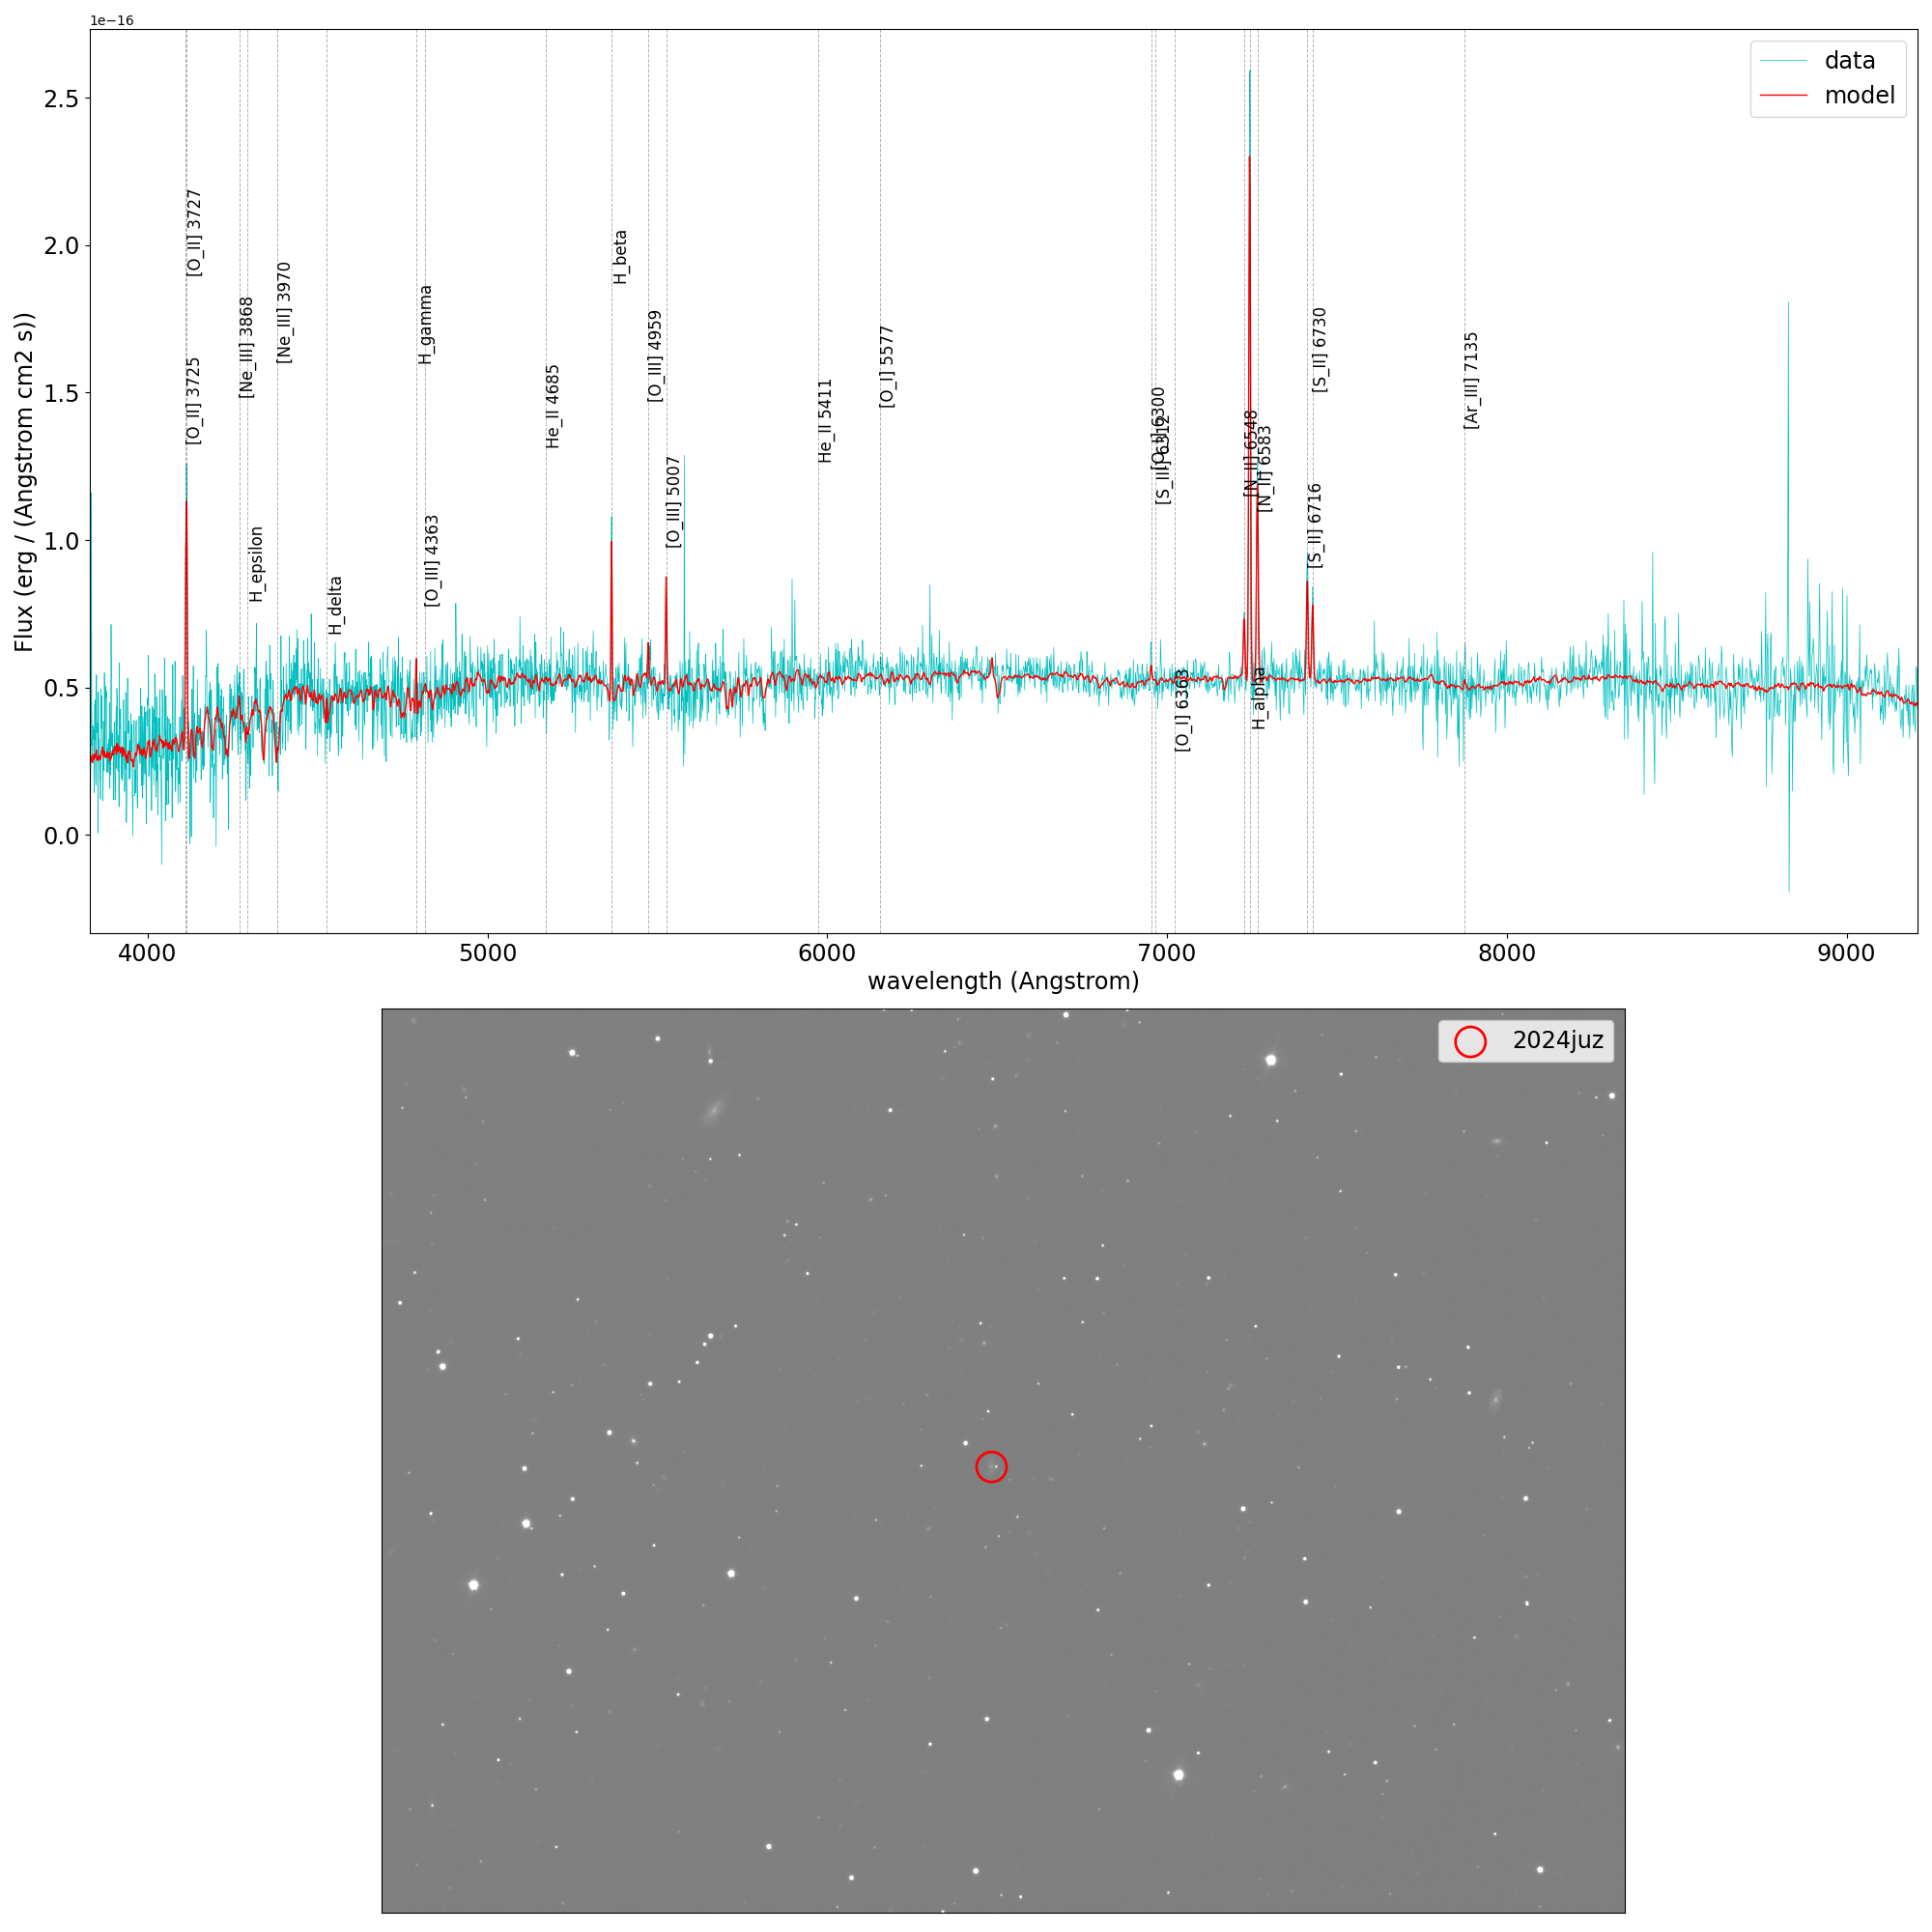 1e−16
data
model
2.5
2.0
1.5
1.0
0.5
0.0
Flux (erg / (Angstrom cm2 s))
[O_II] 3727
[O_II] 3725
[Ne_III] 3868
H_epsilon
[Ne_III] 3970
H_delta
H_gamma
[O_III] 4363
He_II 4685
H_beta
[O_III] 4959
[O_III] 5007
He_II 5411
[O_I] 5577
[O_I] 6300
[S_III] 6312
[O_I] 6363
[N_II] 6548
H_alpha
[N_II] 6583
[S_II] 6716
[S_II] 6730
[Ar_III] 7135
4000 5000 6000 7000 8000 9000
wavelength (Angstrom)
2024juz